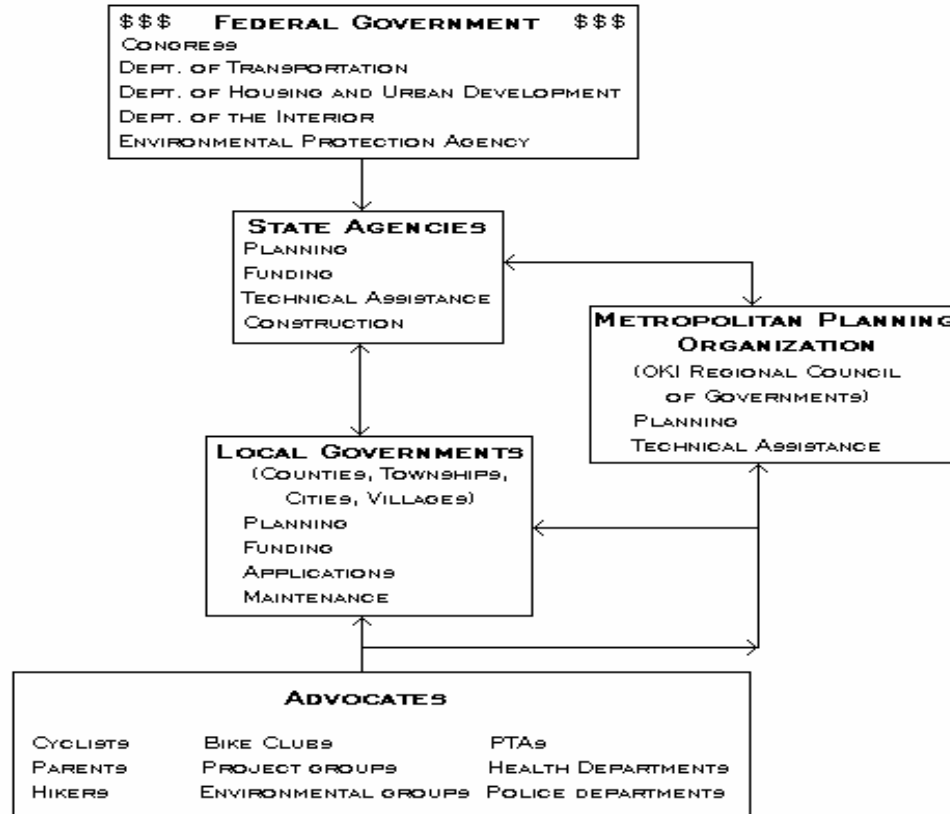 $$$ FEDERAL GOVERNMENT $$$
CONGRESS
DEPT. OF TRANSPORTATION
DEPT. OF HOUSING AND URBAN DEVELOPMENT
DEPT. OF THE INTERIOR
ENVIRONMENTAL PROTECTION AGENCY
STATE AGENCIES
PLANNING
FUNDING
TECHNICAL ASSISTANCE
CONSTRUCTION
METROPOLITAN PLANNING
ORGANIZATION
(OKI REGIONAL COUNCIL
OF GOVERNMENTS)
PLANNING
TECHNICAL ASSISTANCE
LOCAL GOVERNMENTS
(COUNTIES, TOWNSHIPS,
CITIES, VILLAGES)
PLANNING
FUNDING
APPLICATIONS
MAINTENANCE
ADVOCATES
CYCLISTS BIKE CLUBS PTAS
PARENTS PROJECT GROUPS HEALTH DEPARTMENTS
HIKERS ENVIRONMENTAL GROUPS POLICE DEPARTMENTS